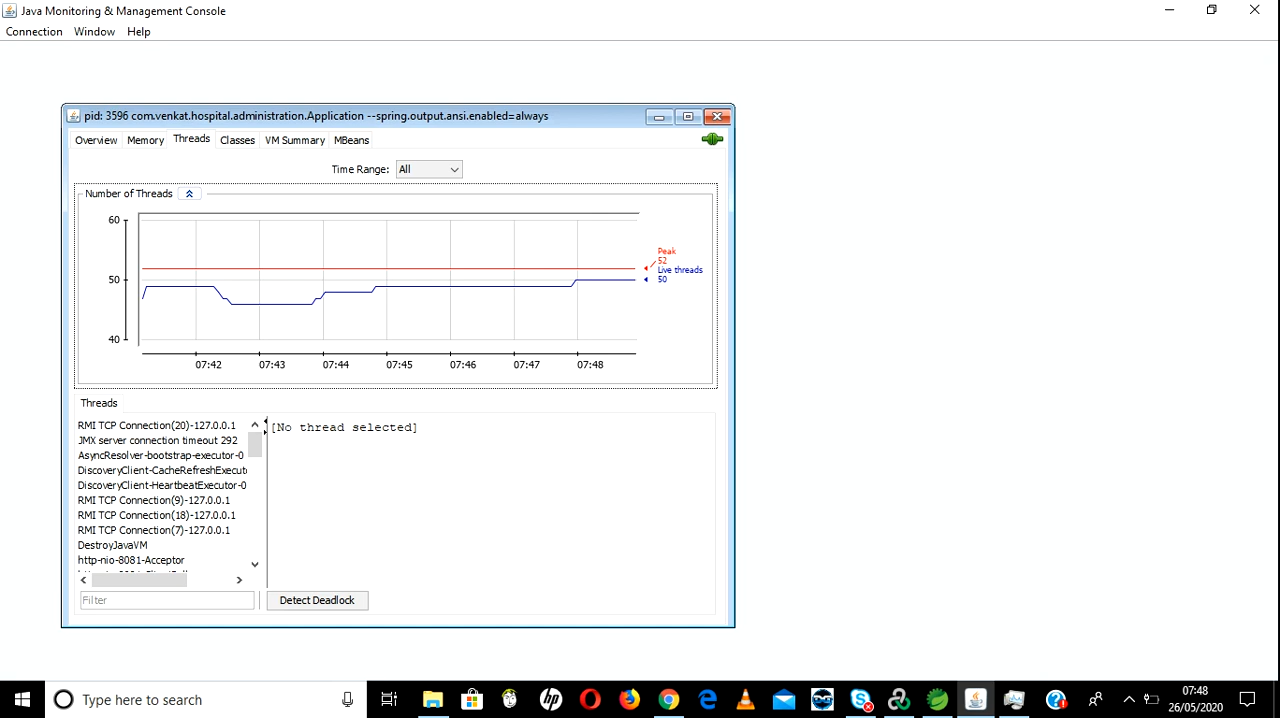 Java Monitoring & Management Console
Connection Window Help
pid: 3596 com.venkat.hospital.administration.Application --spring.output.ansi.enabled=always
Overview Memory Threads Classes VM Summary MBeans
Time Range: All
Number of Threads
60
50
40
Peak
52
Live threads
50
07:42 07:43 07:44 07:45 07:46 07:47 07:48
Threads
RMI TCP Connection(20)-127.0.0.1
JMX server connection timeout 292
AsyncResolver-bootstrap-executor-0
DiscoveryClient-CacheRefreshExecut
DiscoveryClient-HeartbeatExecutor-0
RMI TCP Connection(9)-127.0.0.1
RMI TCP Connection(18)-127.0.0.1
RMI TCP Connection(7)-127.0.0.1
DestroyJavaVM
http-nio-8081-Acceptor
[No thread selected]
Filter
Detect Deadlock
Type here to search
hp
07:48
26/05/2020